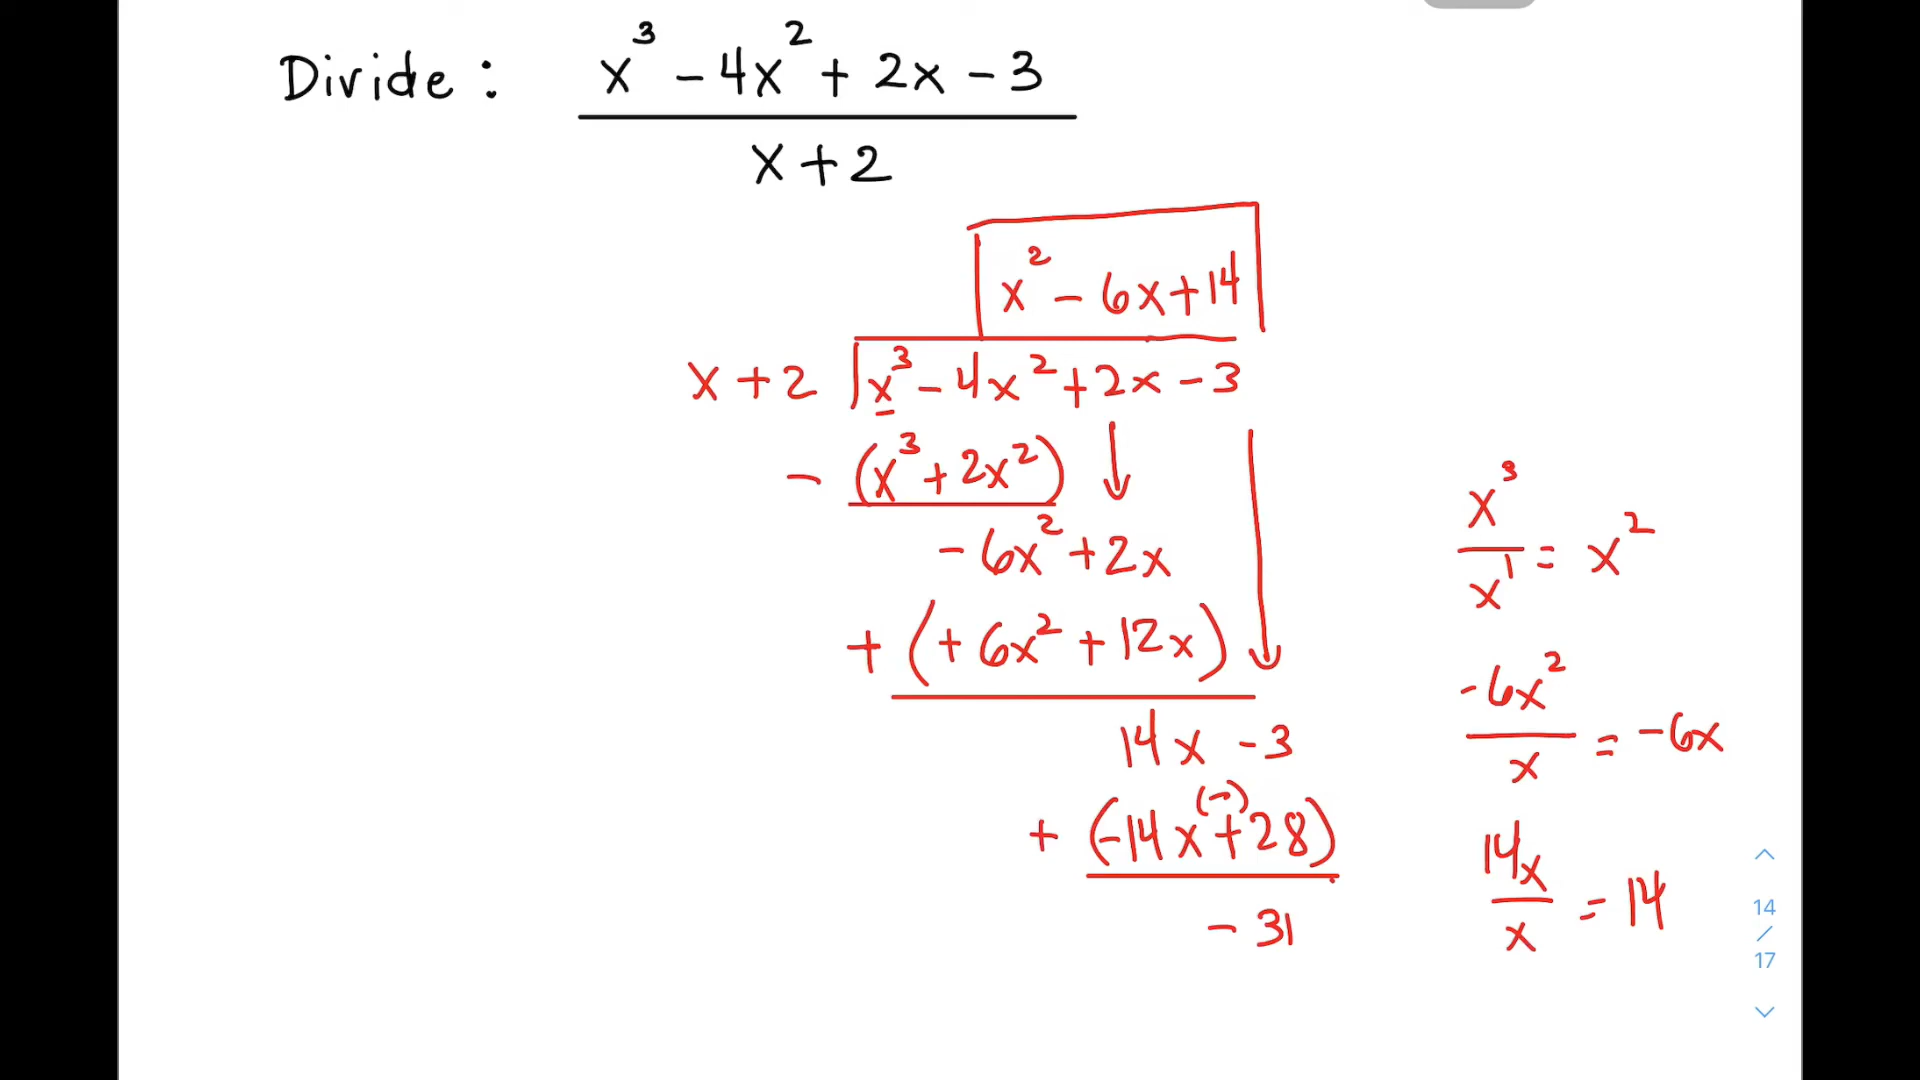 Divide : x³ - 4x² + 2x - 3
x + 2
x² - 6x + 14
x + 2 x³ - 4x² + 2x - 3
- (x³ + 2x²)
- 6x² + 2x
+ (+ 6x² + 12x)
14x - 3
+ (-14x (-) + 28)
- 31
x³
x¹ = x²
-6x²
x = -6x
14x
x = 14
14
/
17